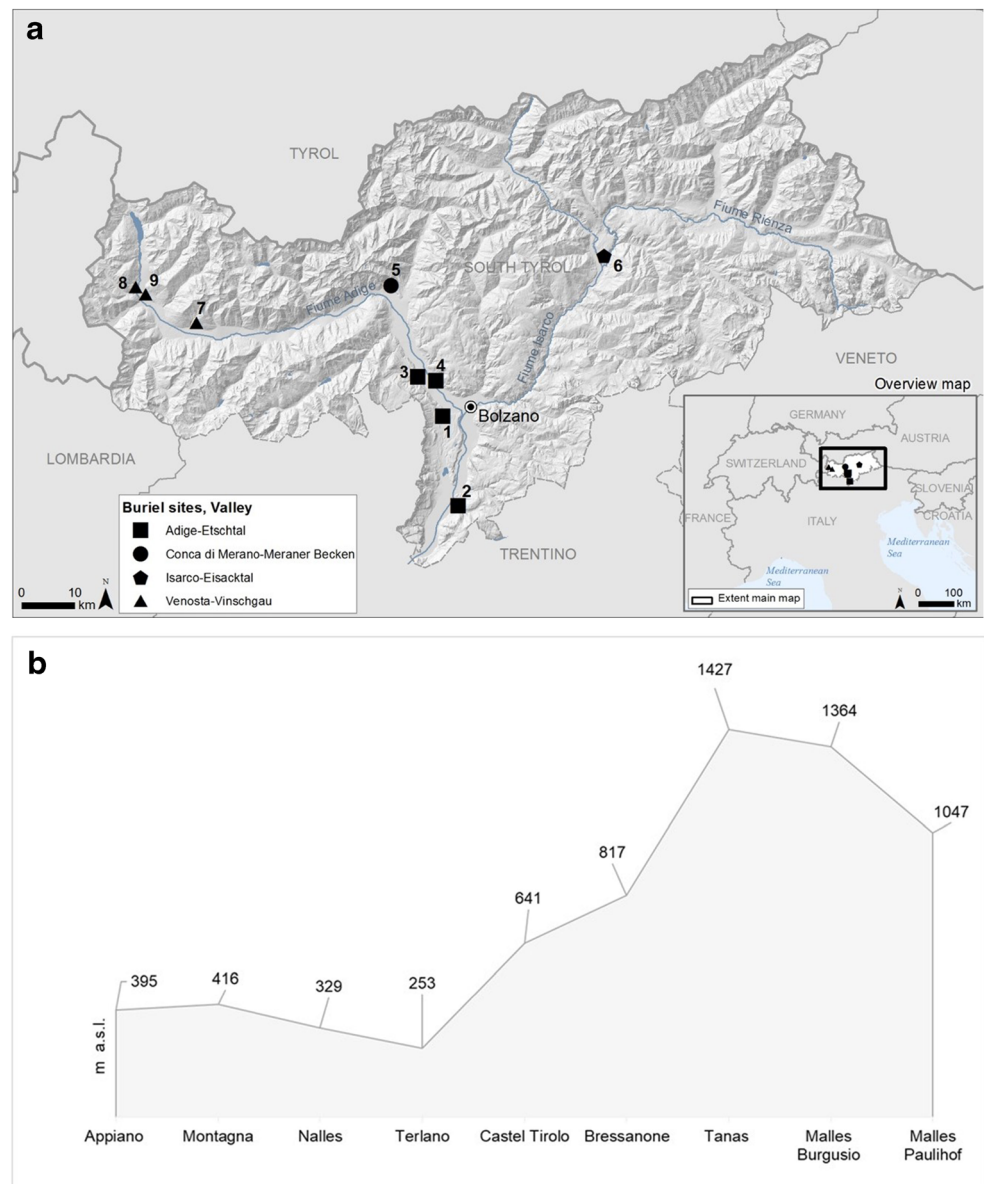 a
TYROL
Fiume Rienza
5
SOUTH TYROL
6
8
9
Fiume Adige
7
Fiume Isarco
VENETO
3
4
Overview map
Bolzano
1
GERMANY
AUSTRIA
LOMBARDIA
SWITZERLAND
SLOVENIA
2
Buriel sites, Valley
FRANCE
ITALY
CROATIA
Adige-Etschtal
Mediterranean
Sea
Conca di Merano-Meraner Becken
TRENTINO
Mediterranean
Sea
Isarco-Eisacktal
N
0 10
km
Venosta-Vinschgau
Extent main map
N
0 100
km
b
1427
1364
1047
817
641
395
416
329
253
m a.s.l.
Appiano
Montagna
Nalles
Terlano
Castel Tirolo
Bressanone
Tanas
Malles
Burgusio
Malles
Paulihof